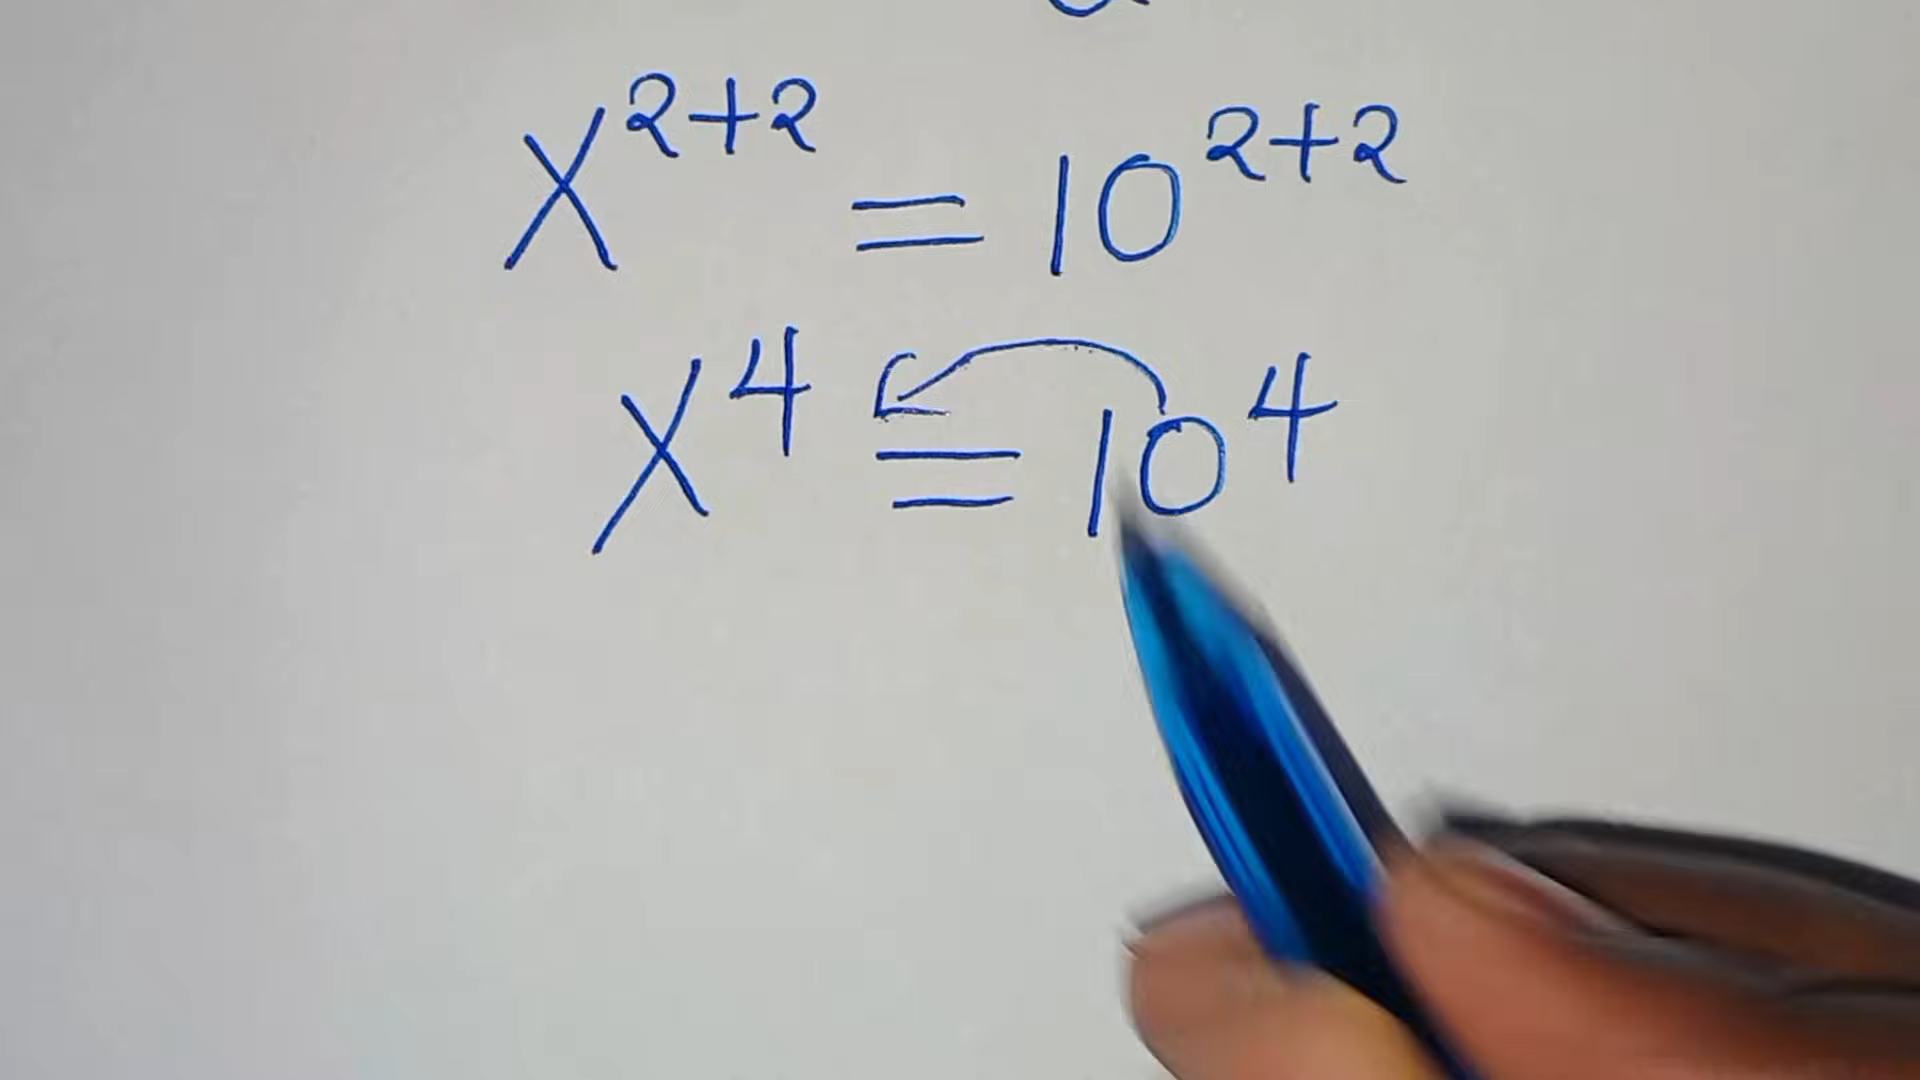 X^{2+2} = 10^{2+2}
X^4 = 10^4